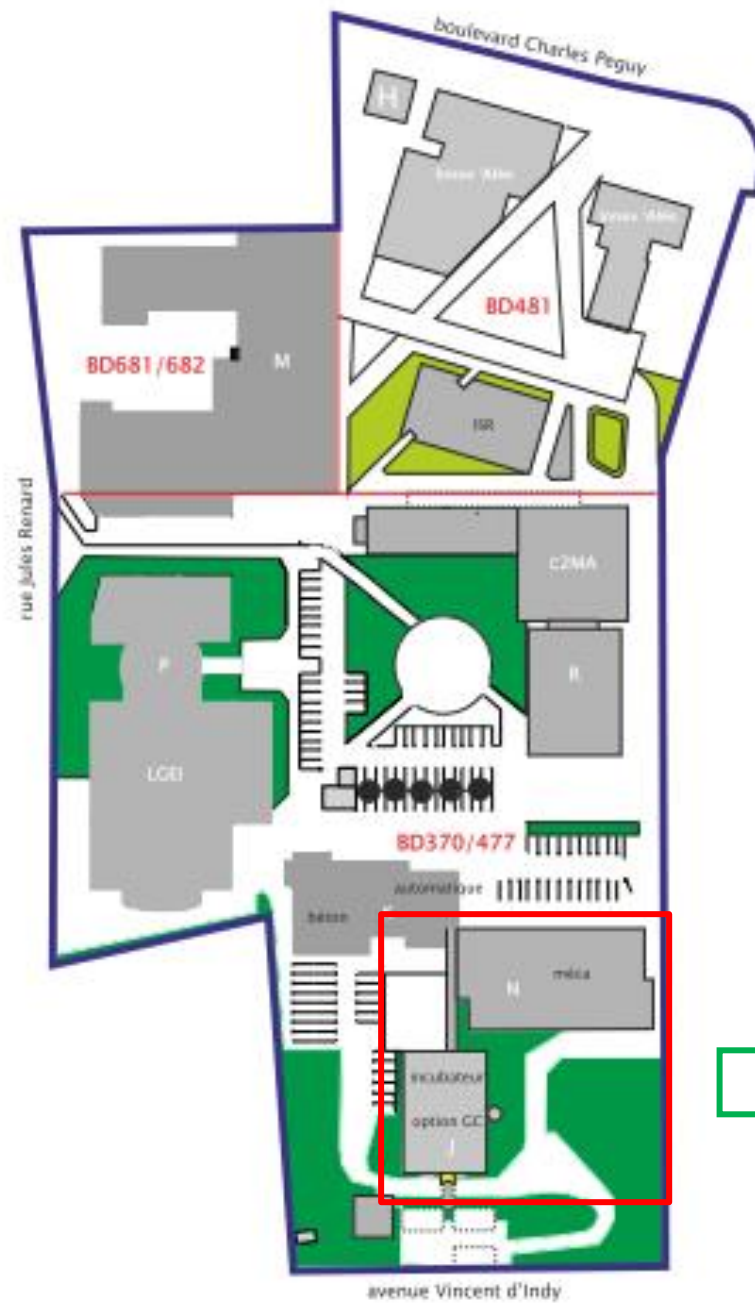 boulevard Charles Peguy
H
BD481
BD681/682
M
ISR
rue Jules Renard
c2MA
P
R
LGEI
BD370/477
automatique
béton
méca
N
incubateur
option GC
J
avenue Vincent d'Indy